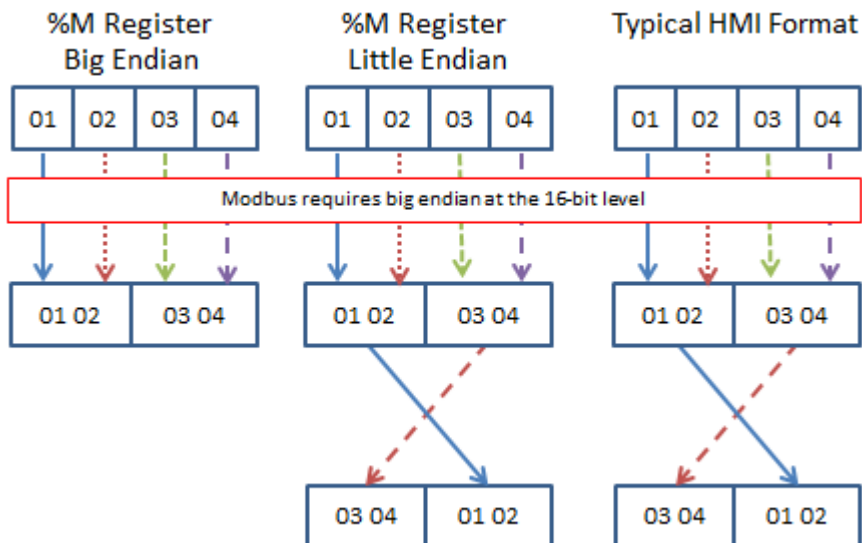 %M Register
Big Endian
%M Register
Little Endian
Typical HMI Format
01 02 03 04
01 02 03 04
01 02 03 04
Modbus requires big endian at the 16-bit level
01 02 03 04
01 02 03 04
01 02 03 04
03 04 01 02
03 04 01 02